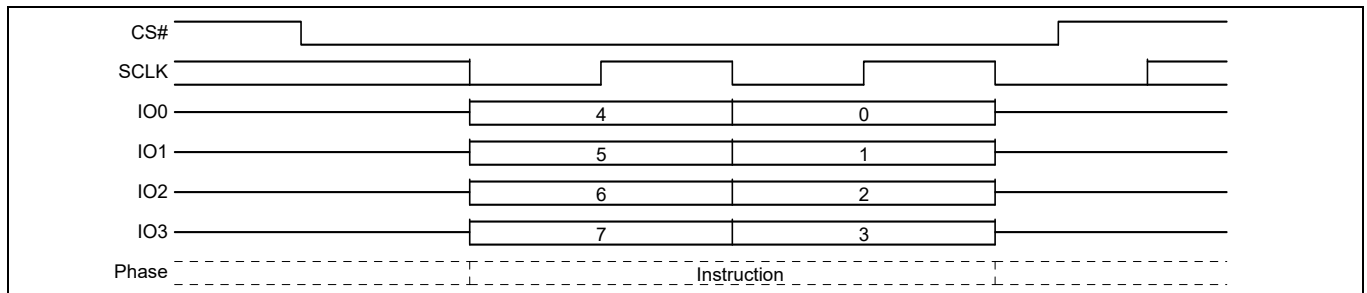 CS#
SCLK
IO0 4 0
IO1 5 1
IO2 6 2
IO3 7 3
Phase Instruction